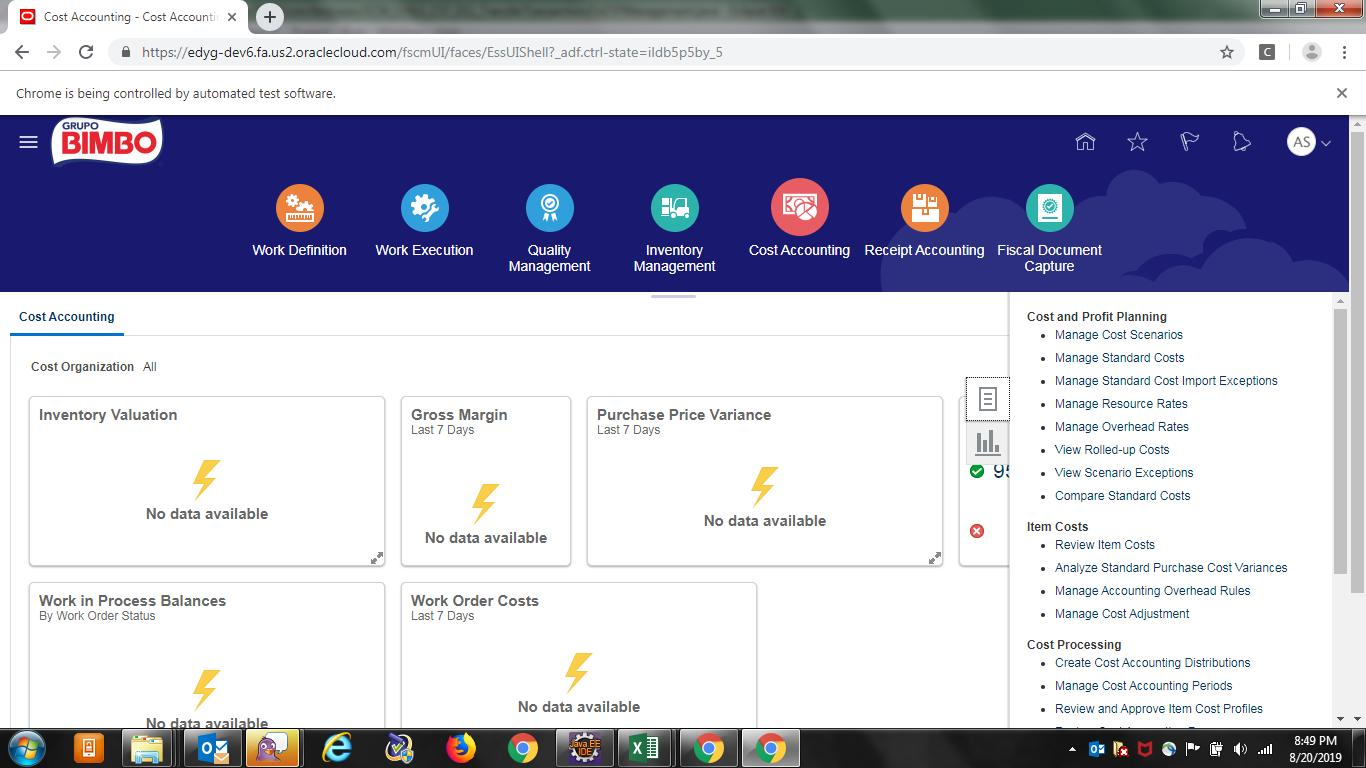 Cost Accounting - Cost Accounti
https://edyg-dev6.fa.us2.oraclecloud.com/fscmUI/faces/EssUIShell?_adf.ctrl-state=ildb5p5by_5
C
Chrome is being controlled by automated test software.
GRUPO
BIMBO
AS
Work Definition
Work Execution
Quality
Management
Inventory
Management
Cost Accounting
Receipt Accounting
Fiscal Document
Capture
Cost Accounting
Cost Organization All
Inventory Valuation
No data available
Gross Margin
Last 7 Days
No data available
Purchase Price Variance
Last 7 Days
No data available
Work in Process Balances
By Work Order Status
No data available
Work Order Costs
Last 7 Days
No data available
Cost and Profit Planning
Manage Cost Scenarios
Manage Standard Costs
Manage Standard Cost Import Exceptions
Manage Resource Rates
Manage Overhead Rates
View Rolled-up Costs
View Scenario Exceptions
Compare Standard Costs
Item Costs
Review Item Costs
Analyze Standard Purchase Cost Variances
Manage Accounting Overhead Rules
Manage Cost Adjustment
Cost Processing
Create Cost Accounting Distributions
Manage Cost Accounting Periods
Review and Approve Item Cost Profiles
Java EE
IDE
8:49 PM
8/20/2019